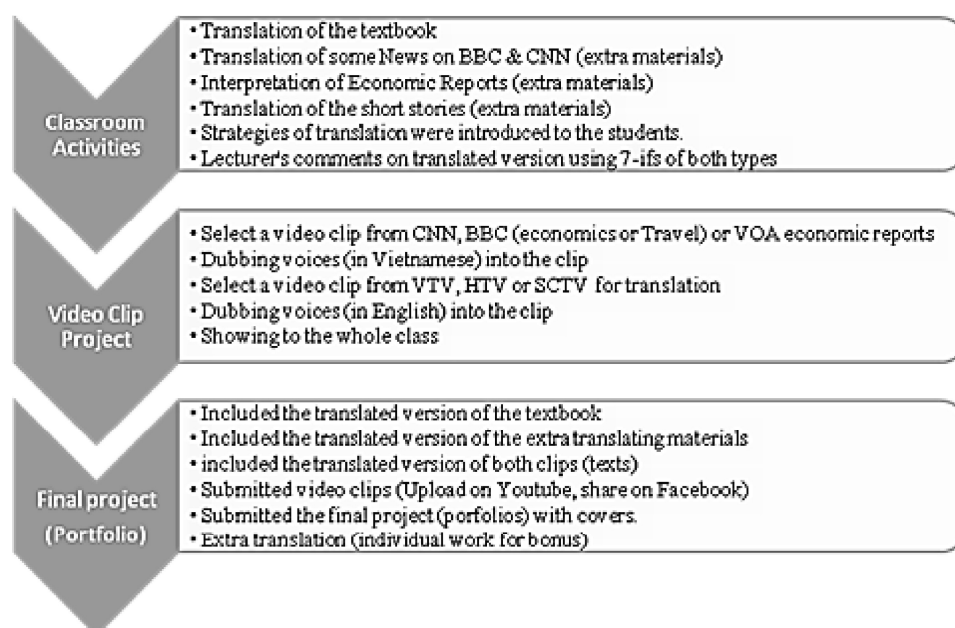 Classroom
Activities
• Translation of the textbook
• Translation of some News on BBC & CNN (extra materials)
• Interpretation of Economic Reports (extra materials)
• Translation of the short stories (extra materials)
• Strategies of translation were introduced to the students.
• Lecturer's comments on translated version using 7-ifs of both types
Video Clip
Project
• Select a video clip from CNN, BBC (economics or Travel) or VOA economic reports
• Dubbing voices (in Vietnamese) into the clip
• Select a video clip from VTV, HTV or SCTV for translation
• Dubbing voices (in English) into the clip
• Showing to the whole class
Final project
(Portfolio)
• Included the translated version of the textbook
• Included the translated version of the extra translating materials
• included the translated version of both clips (texts)
• Submitted video clips (Upload on Youtube, share on Facebook)
• Submitted the final project (porfolios) with covers.
• Extra translation (individual work for bonus)